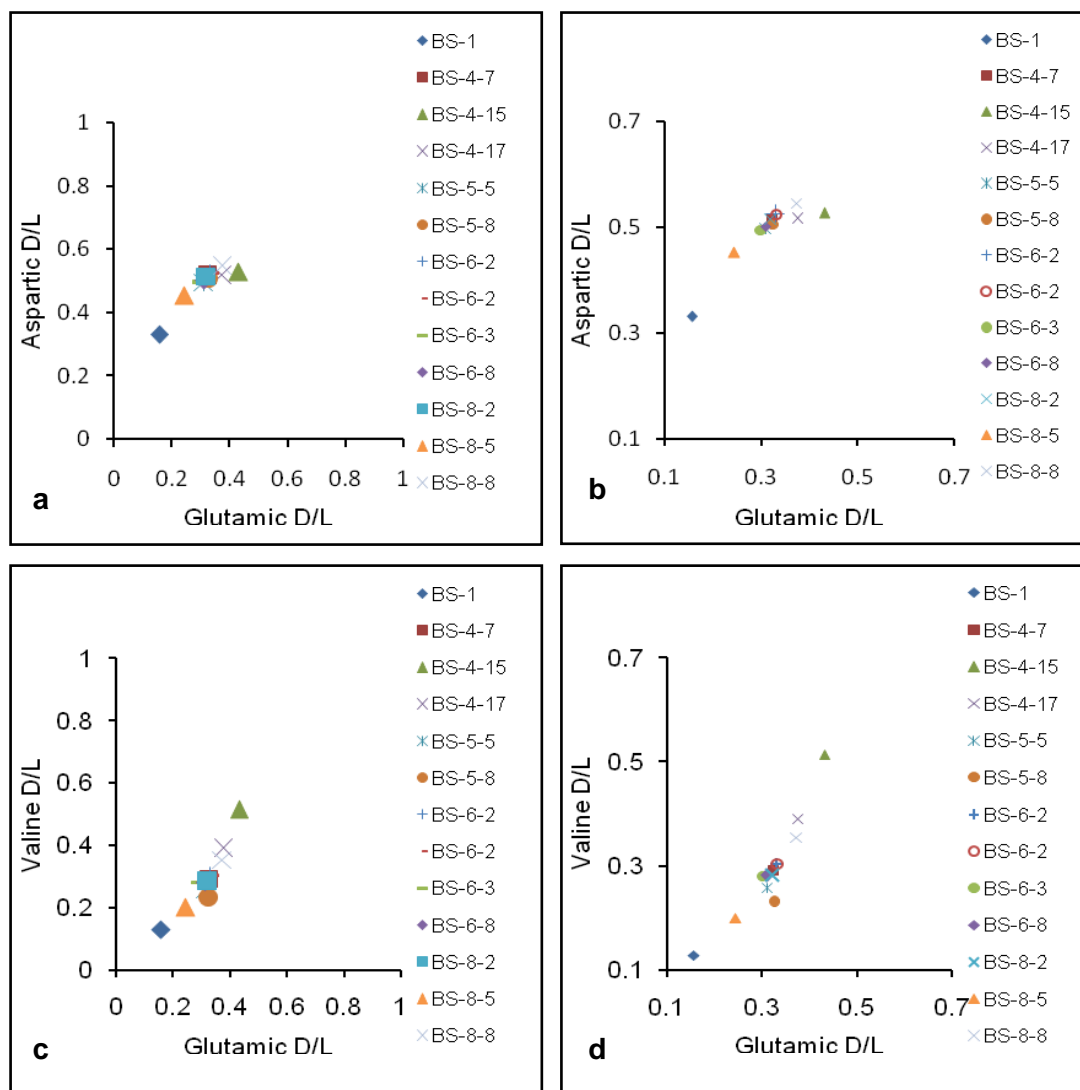 BS-1
BS-4-7
BS-4-15
BS-4-17
BS-5-5
BS-5-8
BS-6-2
BS-6-2
BS-6-3
BS-6-8
BS-8-2
BS-8-5
BS-8-8
1
0.8
0.6
0.4
0.2
0
Aspartic D/L
0 0.2 0.4 0.6 0.8 1
Glutamic D/L
a
BS-1
BS-4-7
BS-4-15
BS-4-17
BS-5-5
BS-5-8
BS-6-2
BS-6-2
BS-6-3
BS-6-8
BS-8-2
BS-8-5
BS-8-8
0.7
0.5
0.3
0.1
Aspartic D/L
0.1 0.3 0.5 0.7
Glutamic D/L
b
BS-1
BS-4-7
BS-4-15
BS-4-17
BS-5-5
BS-5-8
BS-6-2
BS-6-2
BS-6-3
BS-6-8
BS-8-2
BS-8-5
BS-8-8
1
0.8
0.6
0.4
0.2
0
Valine D/L
0 0.2 0.4 0.6 0.8 1
Glutamic D/L
c
BS-1
BS-4-7
BS-4-15
BS-4-17
BS-5-5
BS-5-8
BS-6-2
BS-6-2
BS-6-3
BS-6-8
BS-8-2
BS-8-5
BS-8-8
0.7
0.5
0.3
0.1
Valine D/L
0.1 0.3 0.5 0.7
Glutamic D/L
d